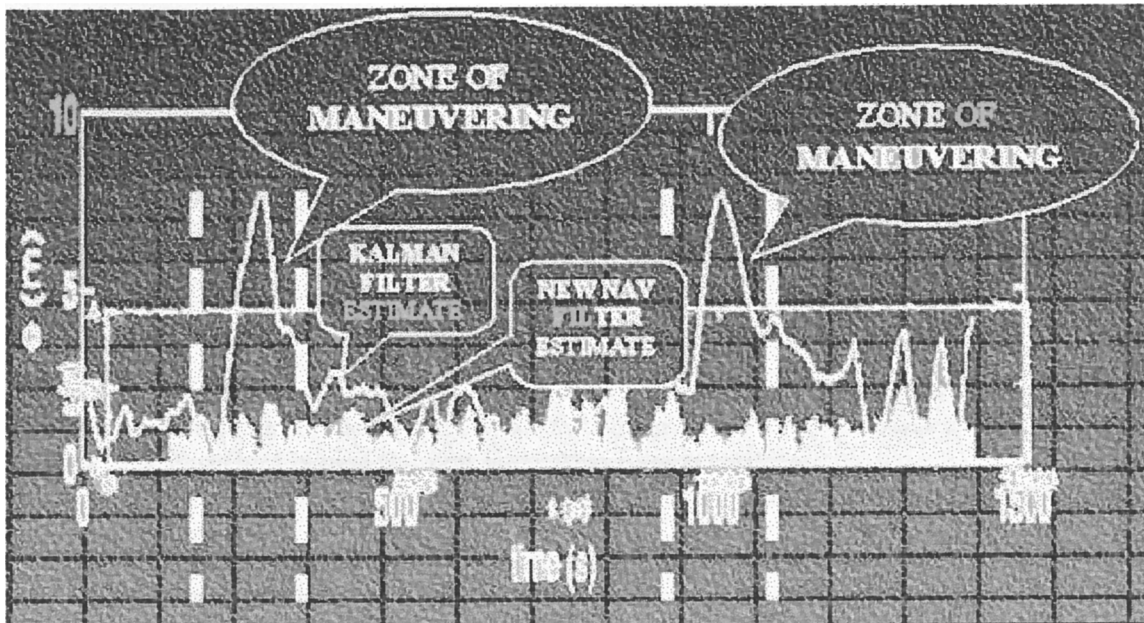 ZONE OF
MANEUVERING
ZONE OF
MANEUVERING
10
KALMAN
FILTER
ESTIMATE
NEW NAV
FILTER
ESTIMATE
5
0
0
500
1000
1500
time (s)